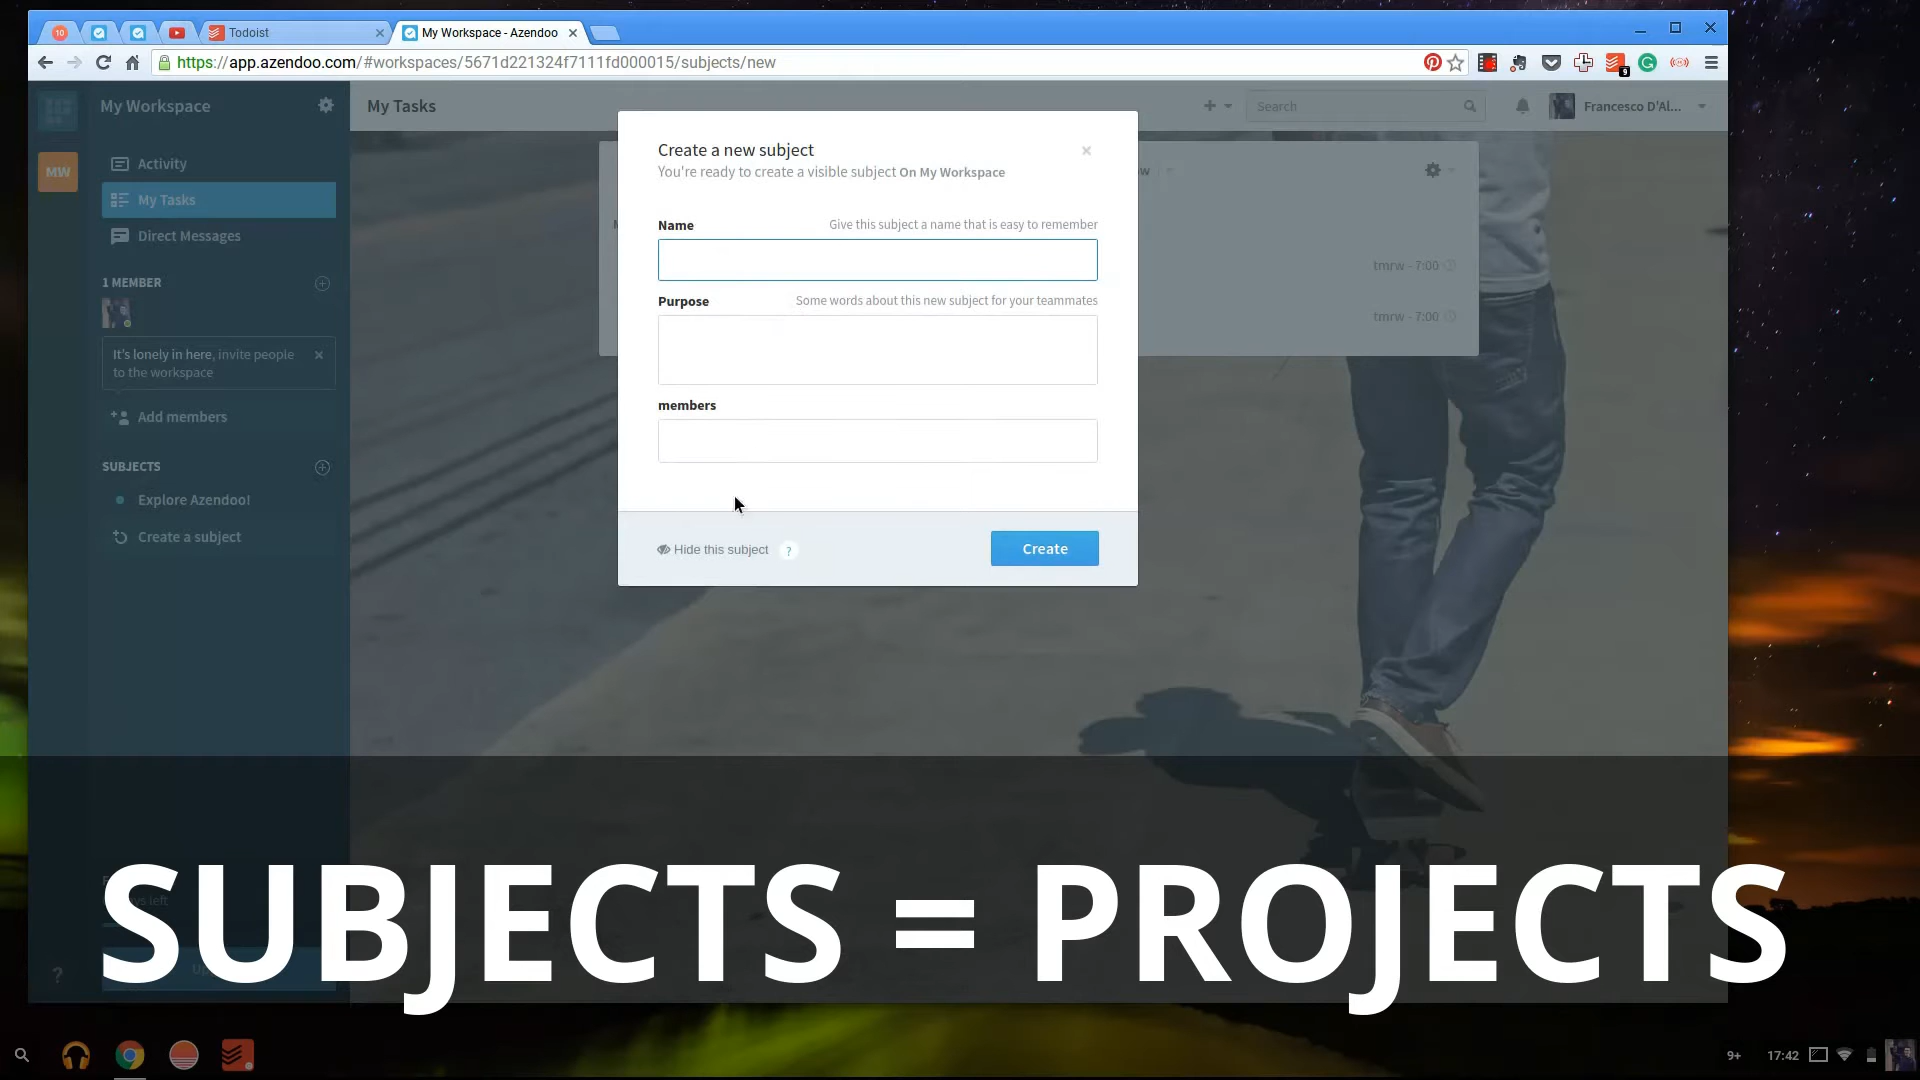 10
Todoist
My Workspace - Azendoo
https://app.azendoo.com/#workspaces/5671d221324f7111fd000015/subjects/new
9
My Workspace
My Tasks
Search
Francesco D'Al...
MW
Activity
My Tasks
Direct Messages
1 MEMBER
It's lonely in here, invite people
to the workspace
Add members
SUBJECTS
Explore Azendoo!
Create a subject
Create a new subject
You're ready to create a visible subject On My Workspace
Name
Give this subject a name that is easy to remember
Purpose
Some words about this new subject for your teammates
members
Hide this subject
?
Create
tmrw - 7:00
tmrw - 7:00
left
?
SUBJECTS = PROJECTS
9+
17:42